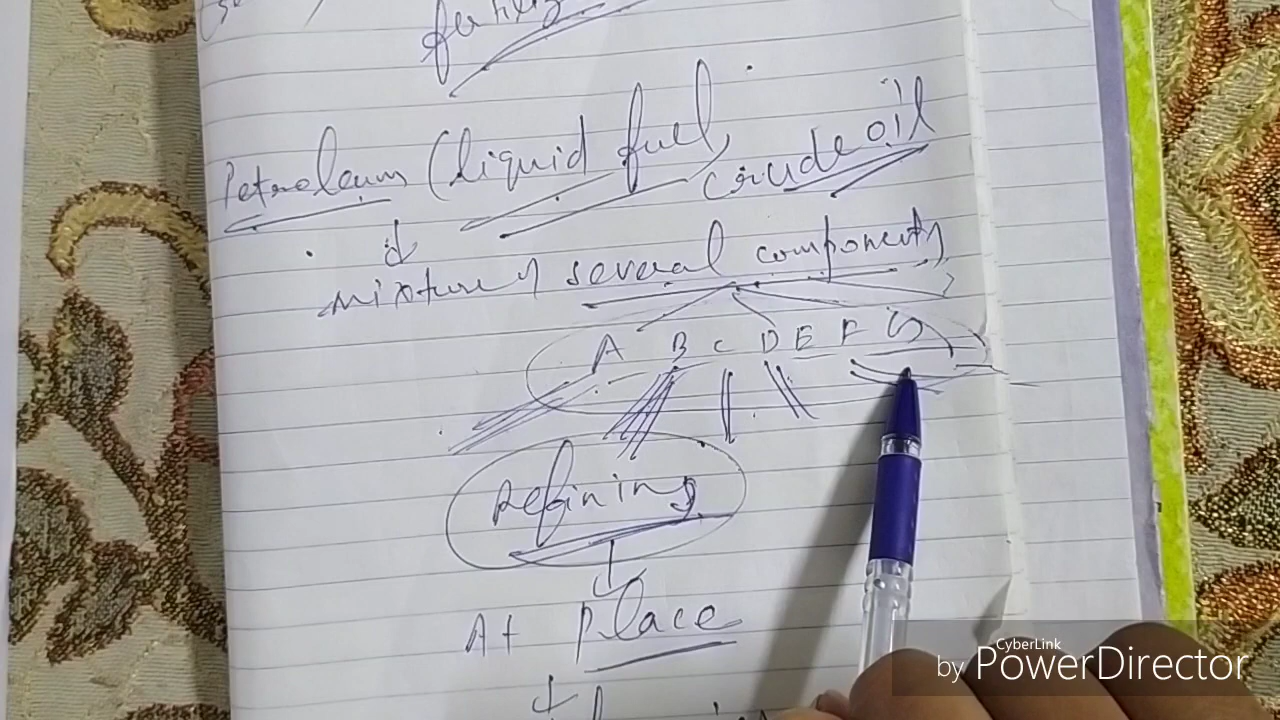 Petroleum (liquid fuel, crude oil
mixture of several components
A B C D E F G
Refining
At place
CyberLink
by PowerDirector